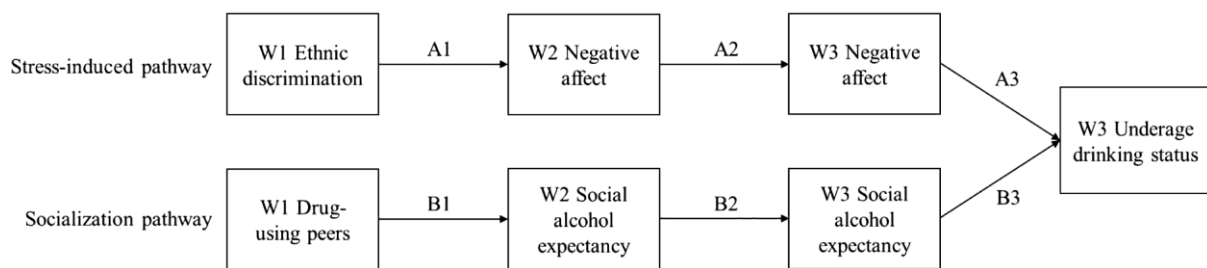 Stress-induced pathway
W1 Ethnic
discrimination
A1
W2 Negative
affect
A2
W3 Negative
affect
A3
W3 Underage
drinking status
Socialization pathway
W1 Drug-
using peers
B1
W2 Social
alcohol
expectancy
B2
W3 Social
alcohol
expectancy
B3